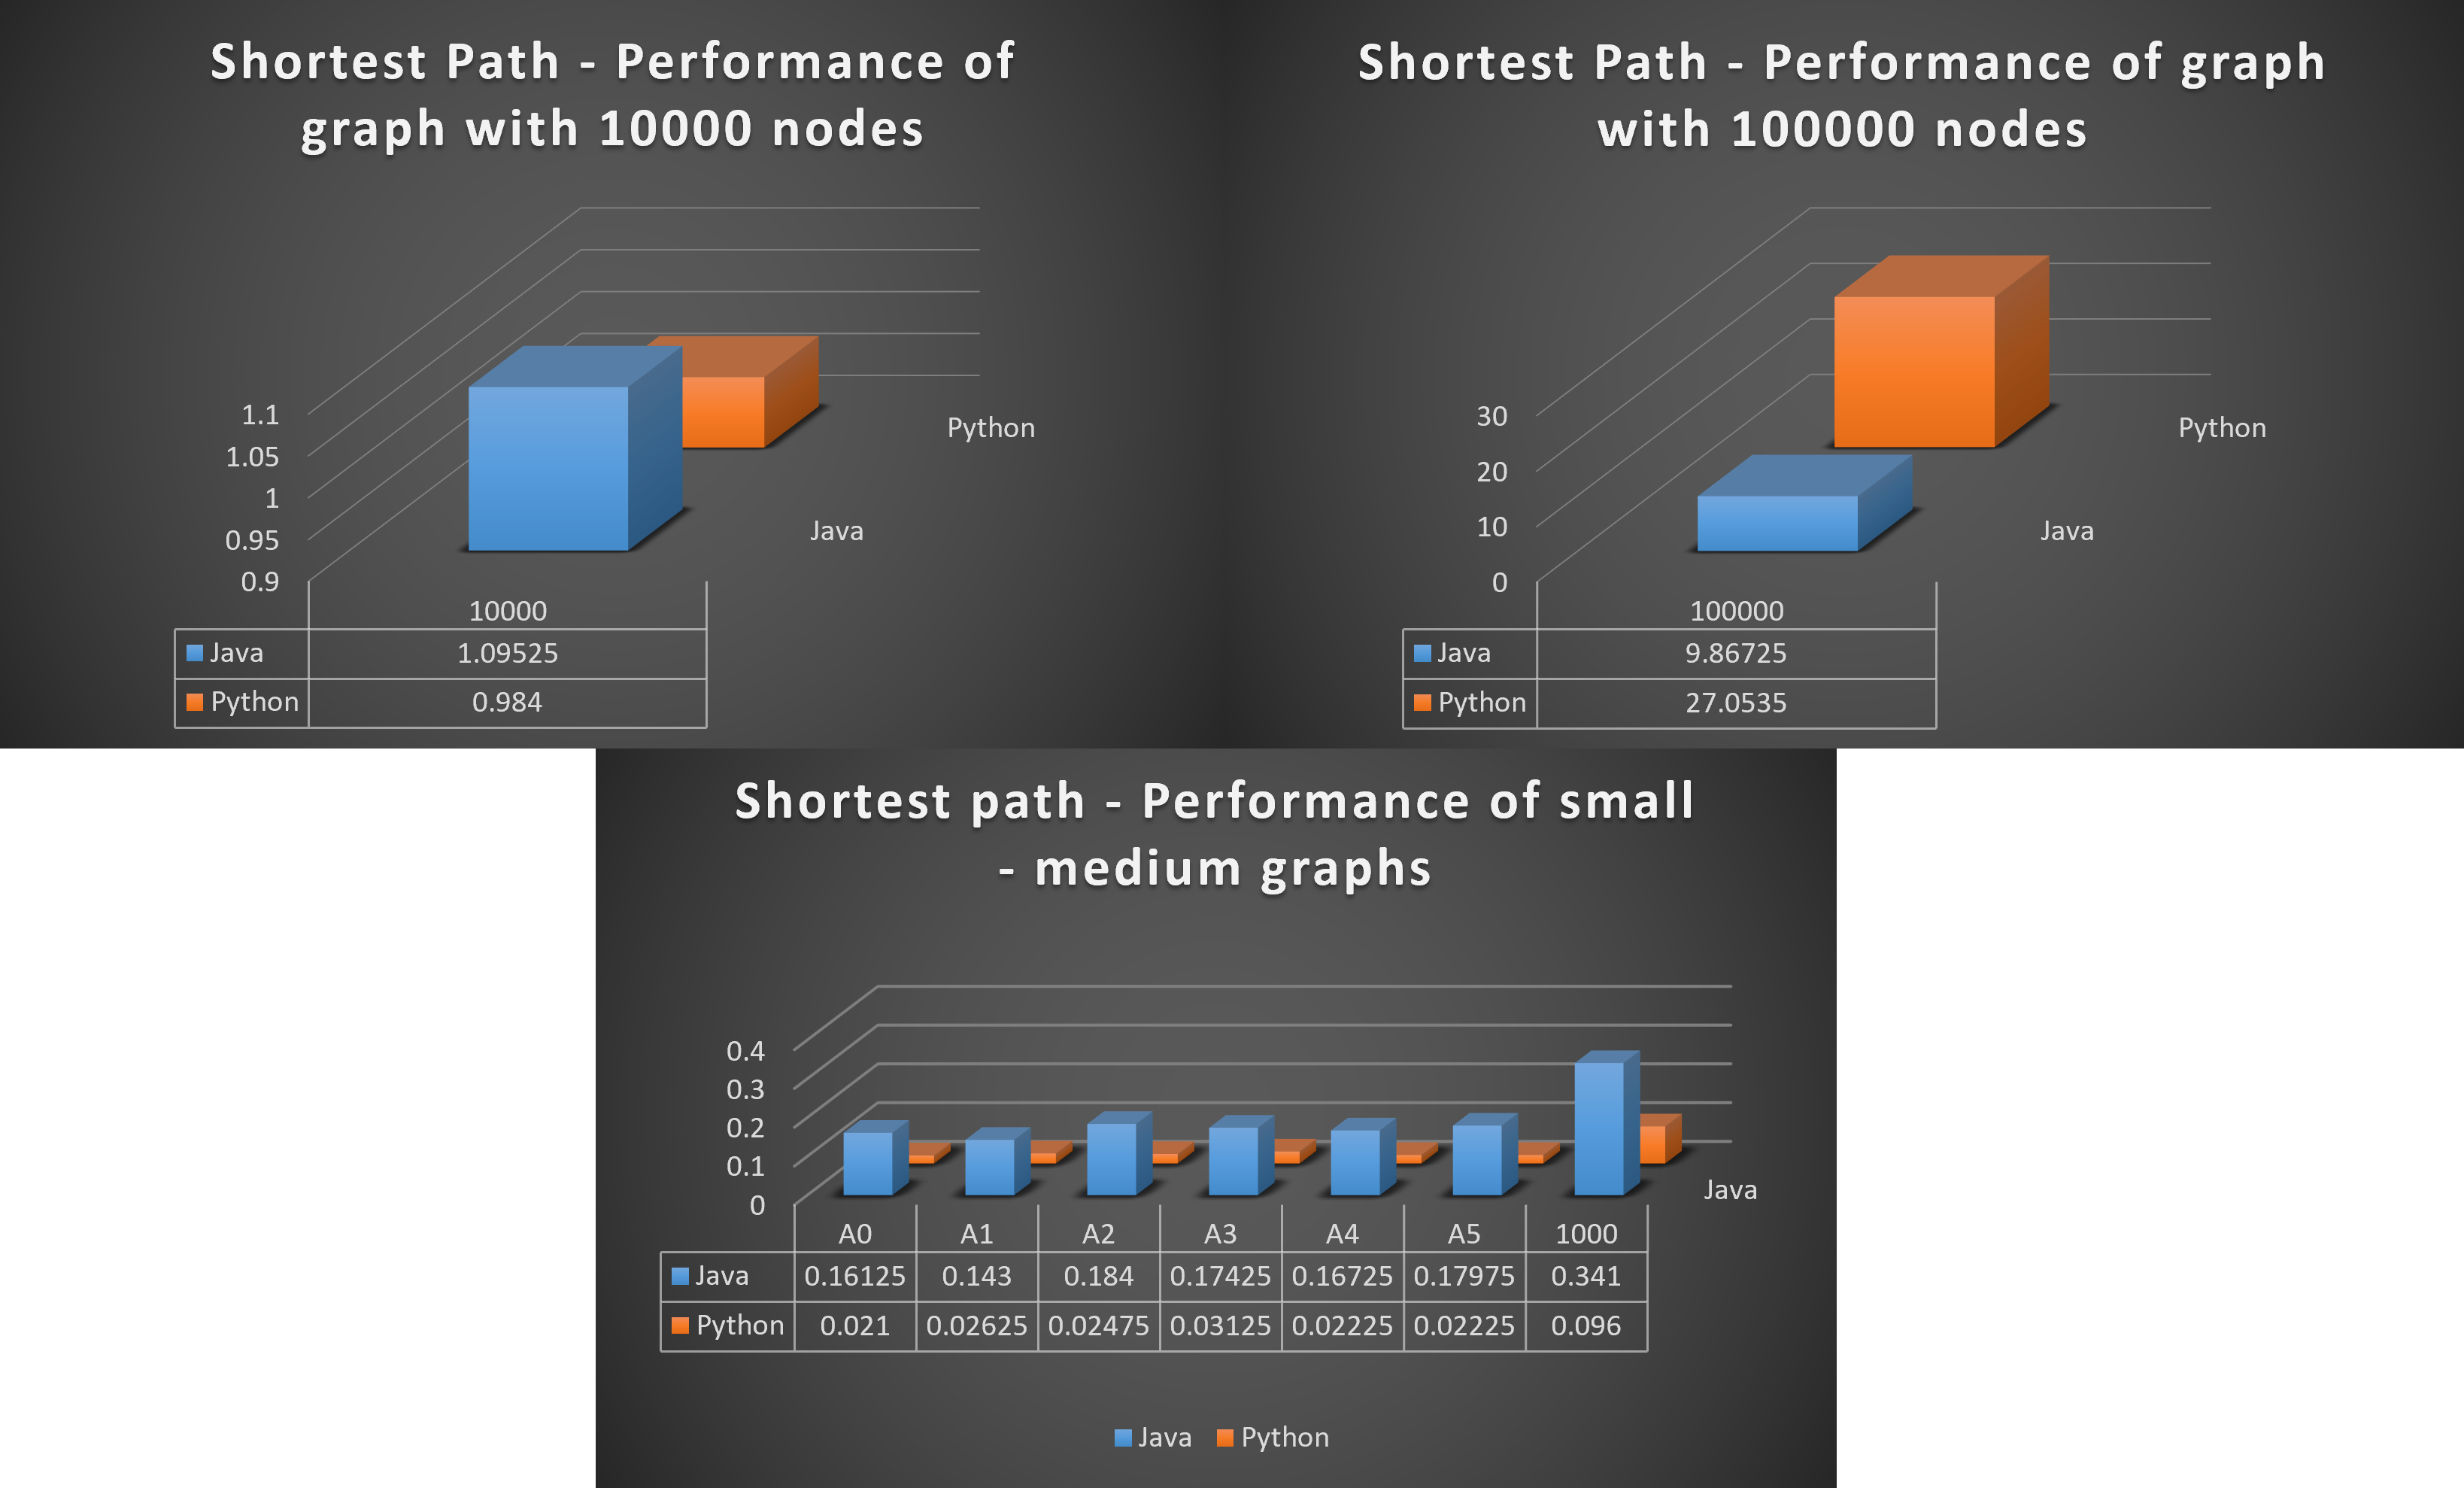 Shortest Path - Performance of
graph with 10000 nodes
1.1
1.05
1
0.95
0.9
Python
Java
10000
Java 1.09525
Python 0.984
Shortest Path - Performance of graph
with 100000 nodes
30
20
10
0
Python
Java
100000
Java 9.86725
Python 27.0535
Shortest path - Performance of small
- medium graphs
0.4
0.3
0.2
0.1
0
Java
A0 A1 A2 A3 A4 A5 1000
Java 0.16125 0.143 0.184 0.17425 0.16725 0.17975 0.341
Python 0.021 0.02625 0.02475 0.03125 0.02225 0.02225 0.096
Java Python